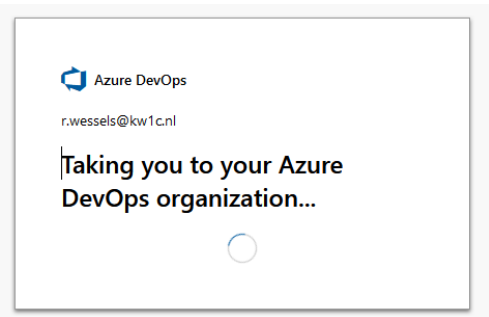 Azure DevOps
r.wessels@kw1c.nl
Taking you to your Azure
DevOps organization...